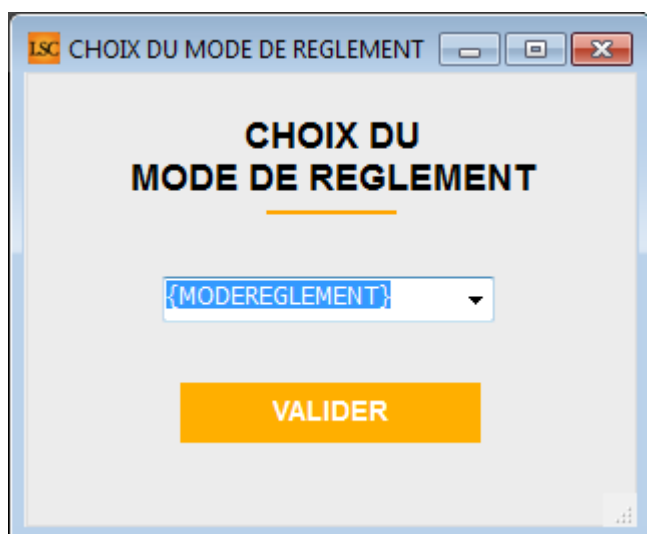 LSC CHOIX DU MODE DE REGLEMENT
CHOIX DU
MODE DE REGLEMENT
{MODEREGLEMENT}
VALIDER